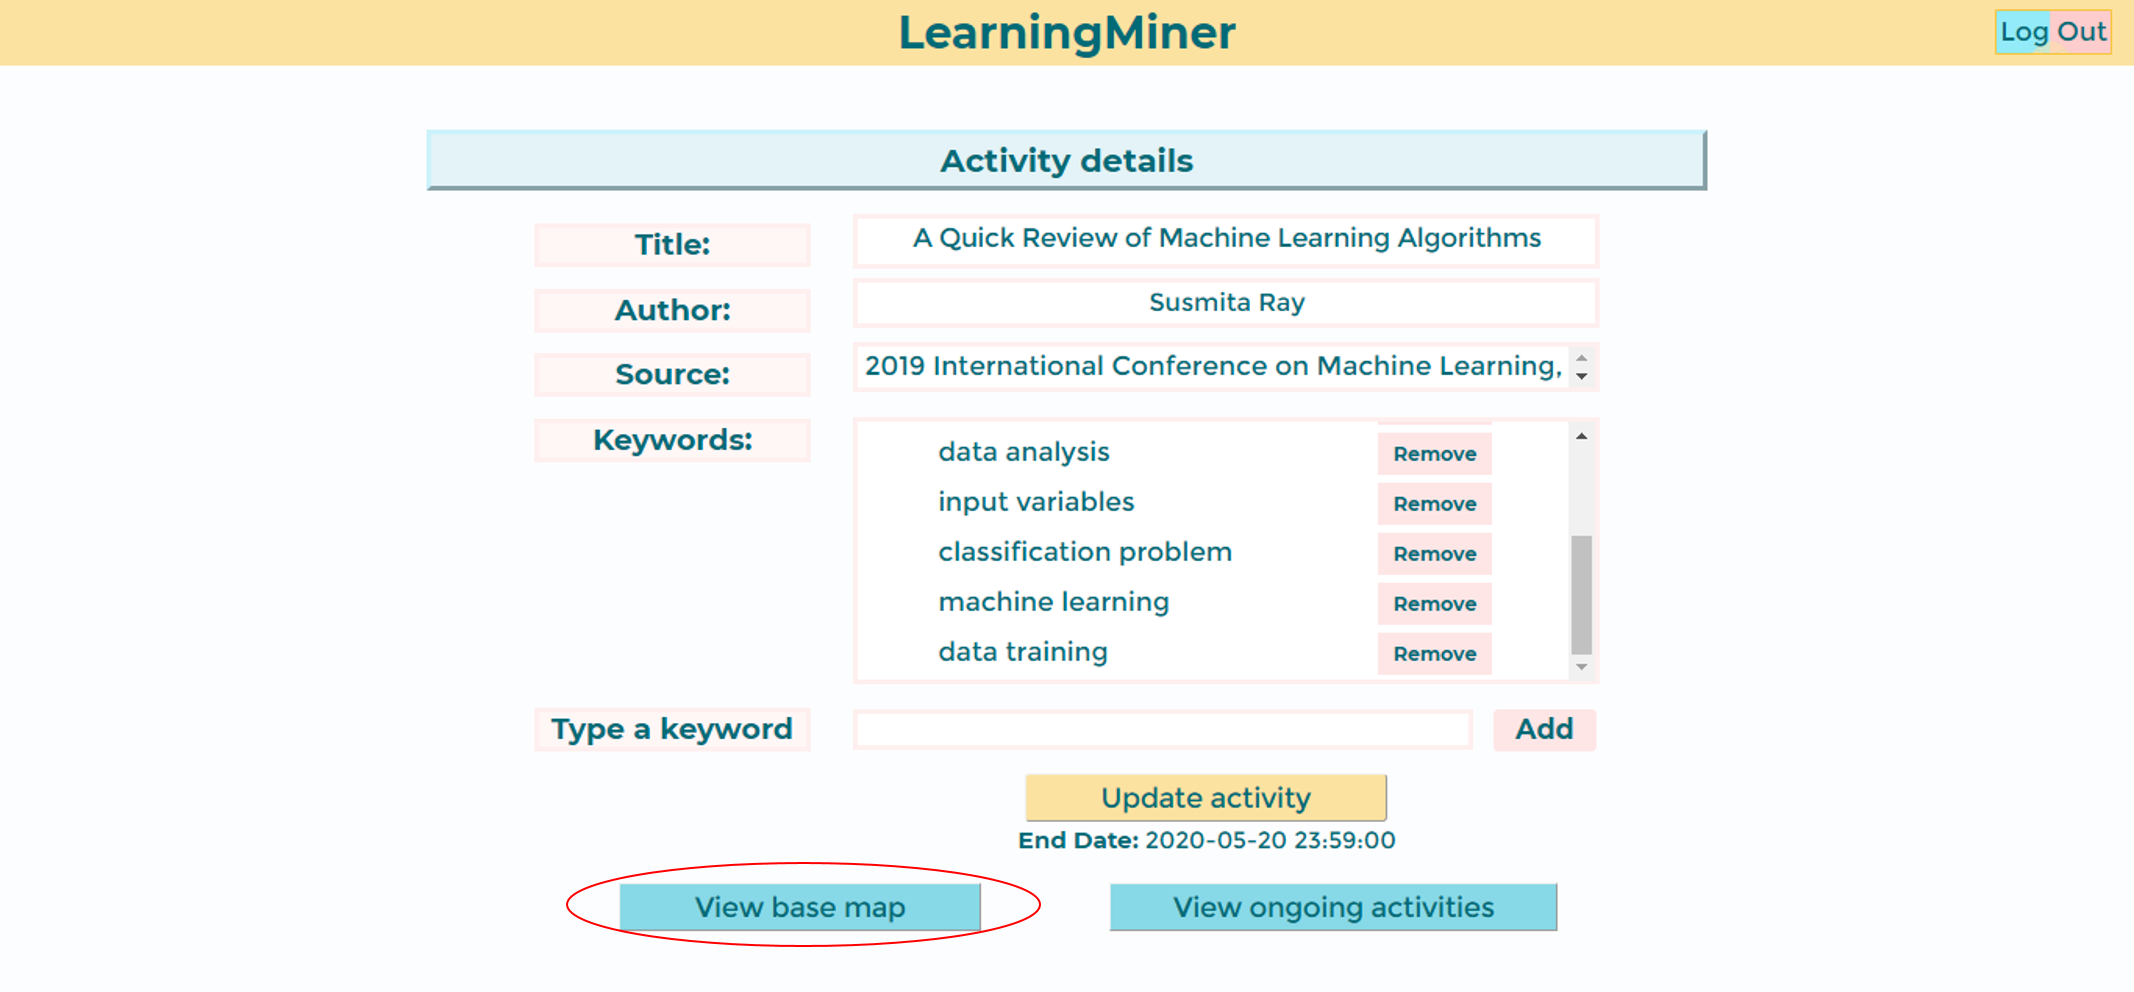 LearningMiner
Log Out
Activity details
Title:
A Quick Review of Machine Learning Algorithms
Author:
Susmita Ray
Source:
2019 International Conference on Machine Learning,
Keywords:
data analysis Remove
input variables Remove
classification problem Remove
machine learning Remove
data training Remove
Type a keyword
Add
Update activity
End Date: 2020-05-20 23:59:00
View base map
View ongoing activities